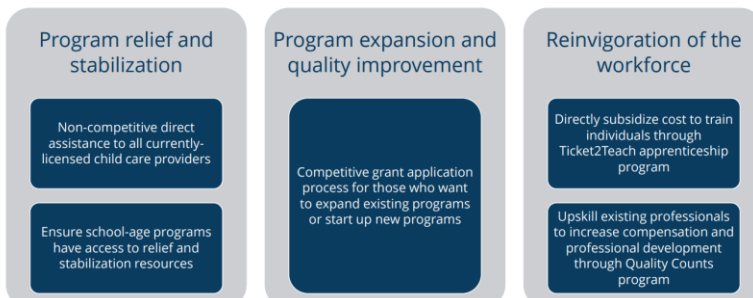 Program relief and
stabilization
Non-competitive direct
assistance to all currently-
licensed child care providers
Ensure school-age programs
have access to relief and
stabilization resources
Program expansion and
quality improvement
Competitive grant application
process for those who want
to expand existing programs
or start up new programs
Reinvigoration of the
workforce
Directly subsidize cost to train
individuals through
Ticket2Teach apprenticeship
program
Upskill existing professionals
to increase compensation and
professional development
through Quality Counts
program